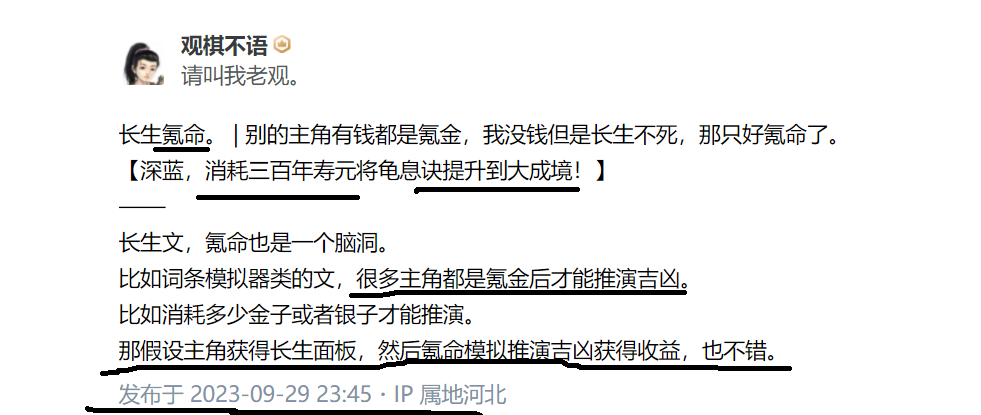 观棋不语
请叫我老观。
长生氪命。 | 别的主角有钱都是氪金，我没钱但是长生不死，那只好氪命了。
【深蓝，消耗三百年寿元将龟息诀提升到大成境！】
——
长生文，氪命也是一个脑洞。
比如词条模拟器类的文，很多主角都是氪金后才能推演吉凶。
比如消耗多少金子或者银子才能推演。
那假设主角获得长生面板，然后氪命模拟推演吉凶获得收益，也不错。
发布于 2023-09-29 23:45・IP 属地河北